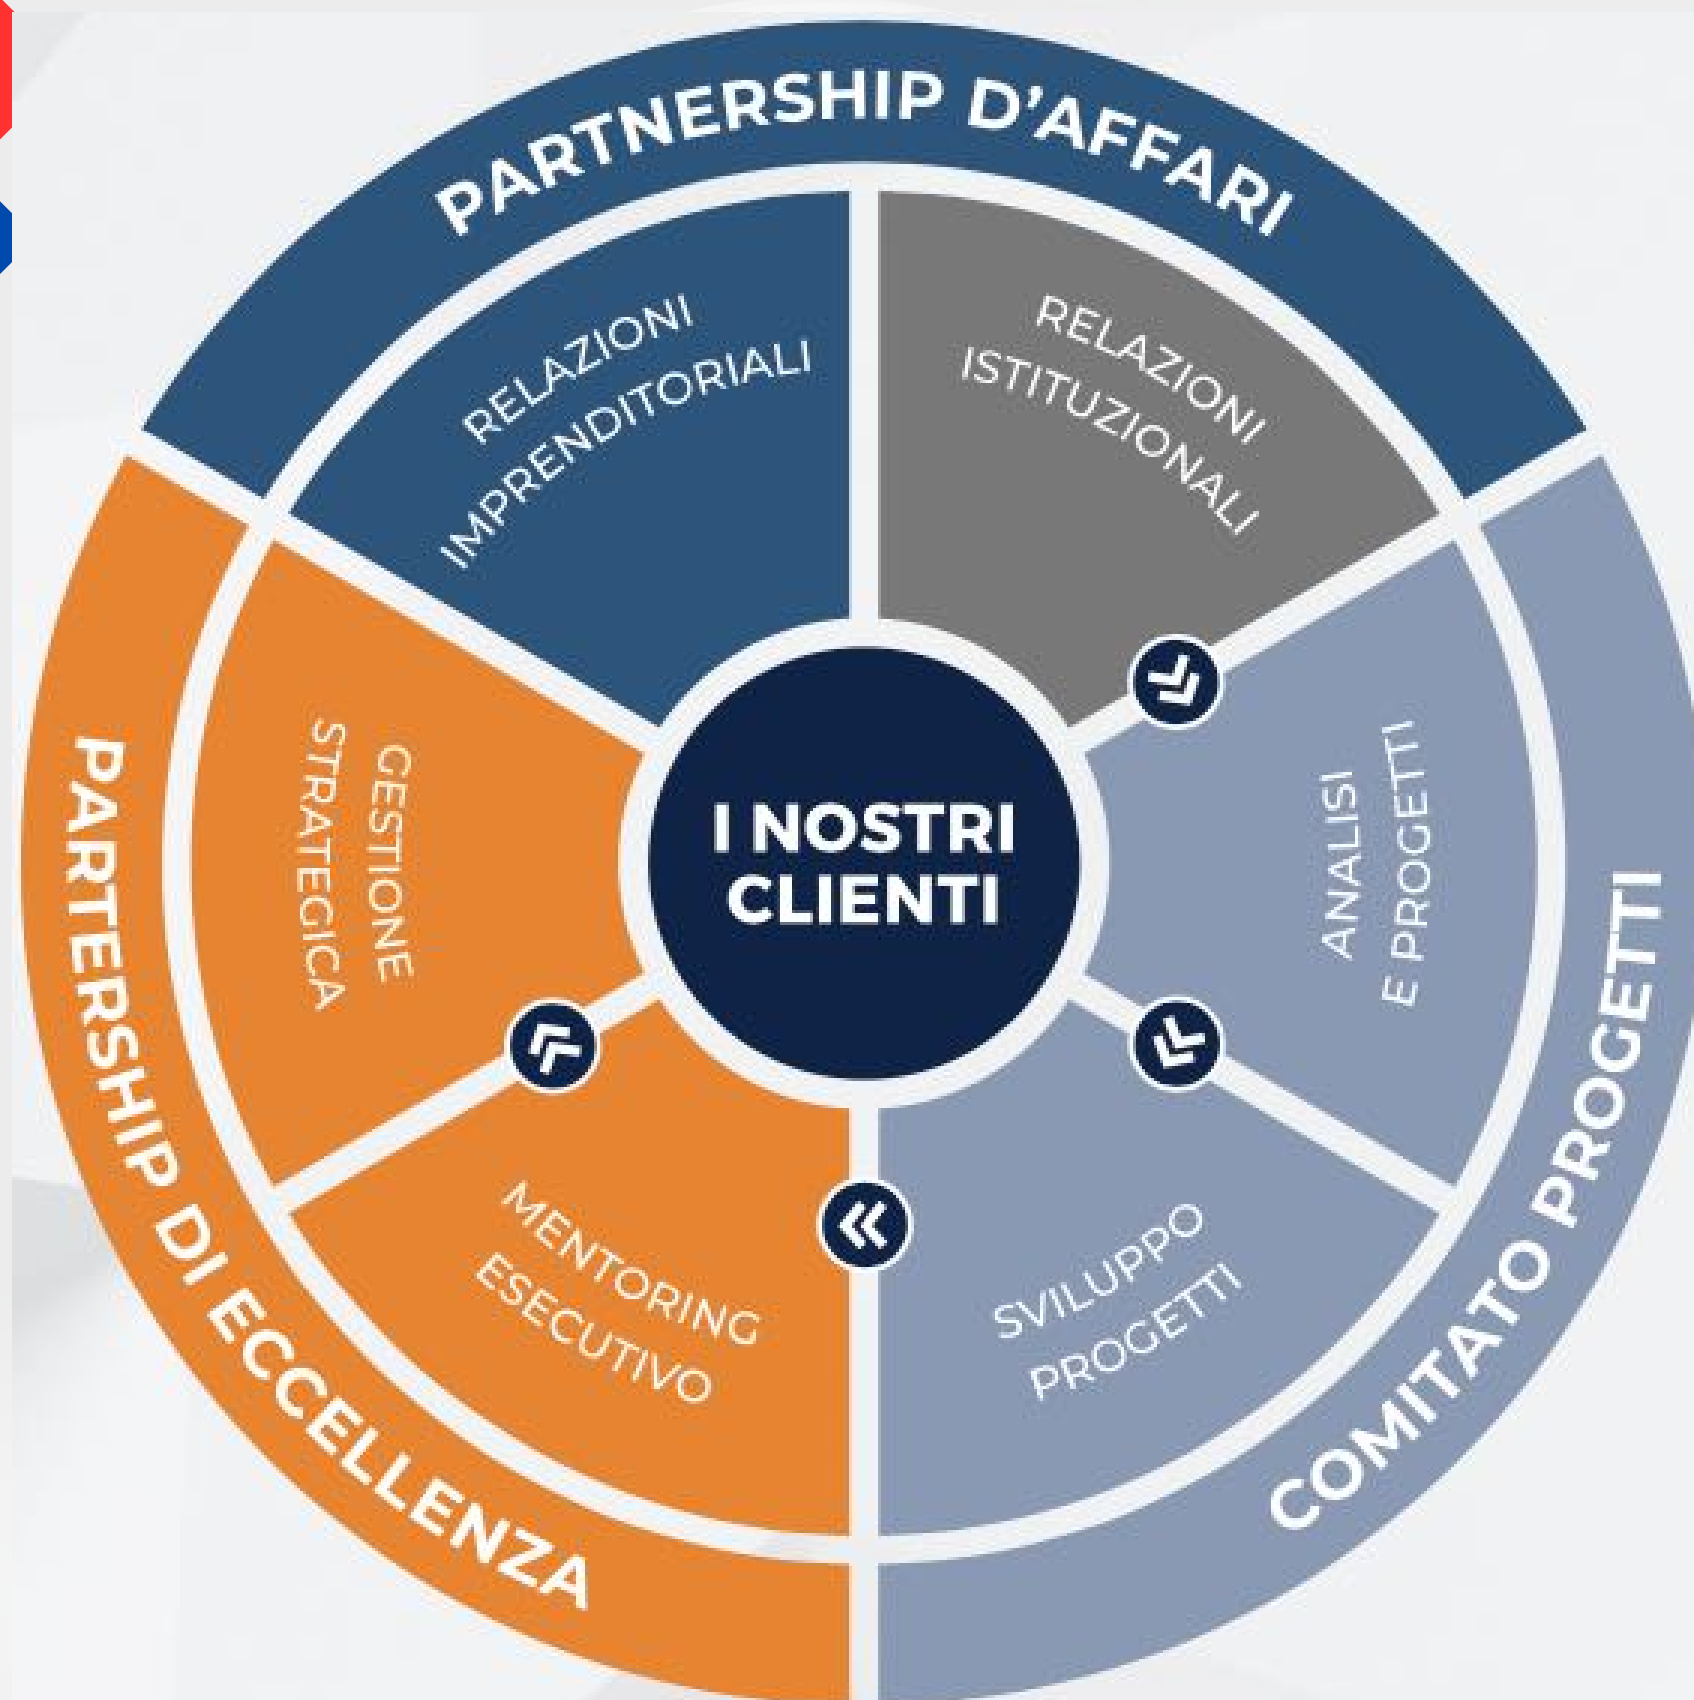 PARTNERSHIP D’AFFARI
RELAZIONI
IMPRENDITORIALI
RELAZIONI
ISTITUZIONALI
ANALISI
E PROGETTI
COMITATO PROGETTI
SVILUPPO
PROGETTI
MENTORING
ESECUTIVO
GESTIONE
STRATEGICA
PARTERSHIP DI ECCELLENZA
I NOSTRI
CLIENTI